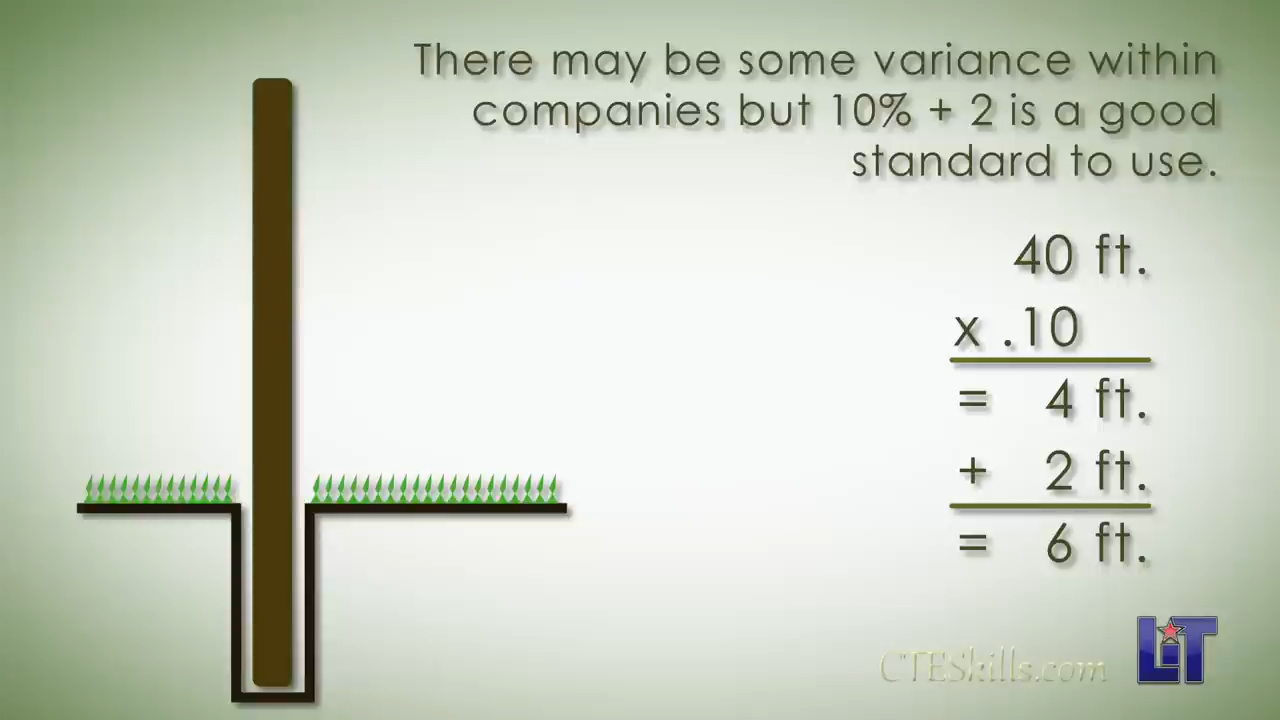 There may be some variance within
companies but 10% + 2 is a good
standard to use.
40 ft.
x .10
= 4 ft.
+ 2 ft.
= 6 ft.
CTESkills.com
LiT